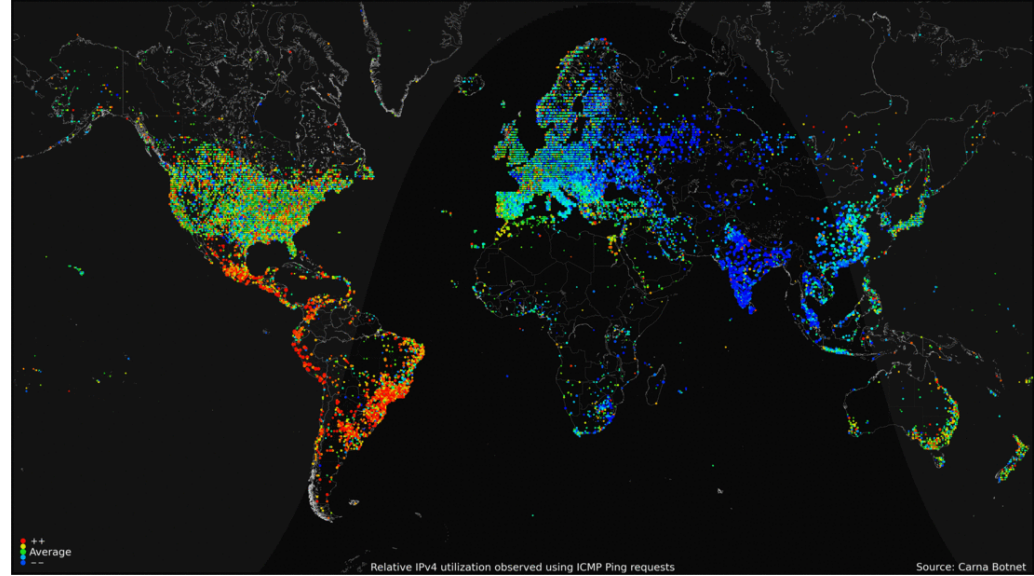 ++
Average
--
Relative IPv4 utilization observed using ICMP Ping requests
Source: Carna Botnet